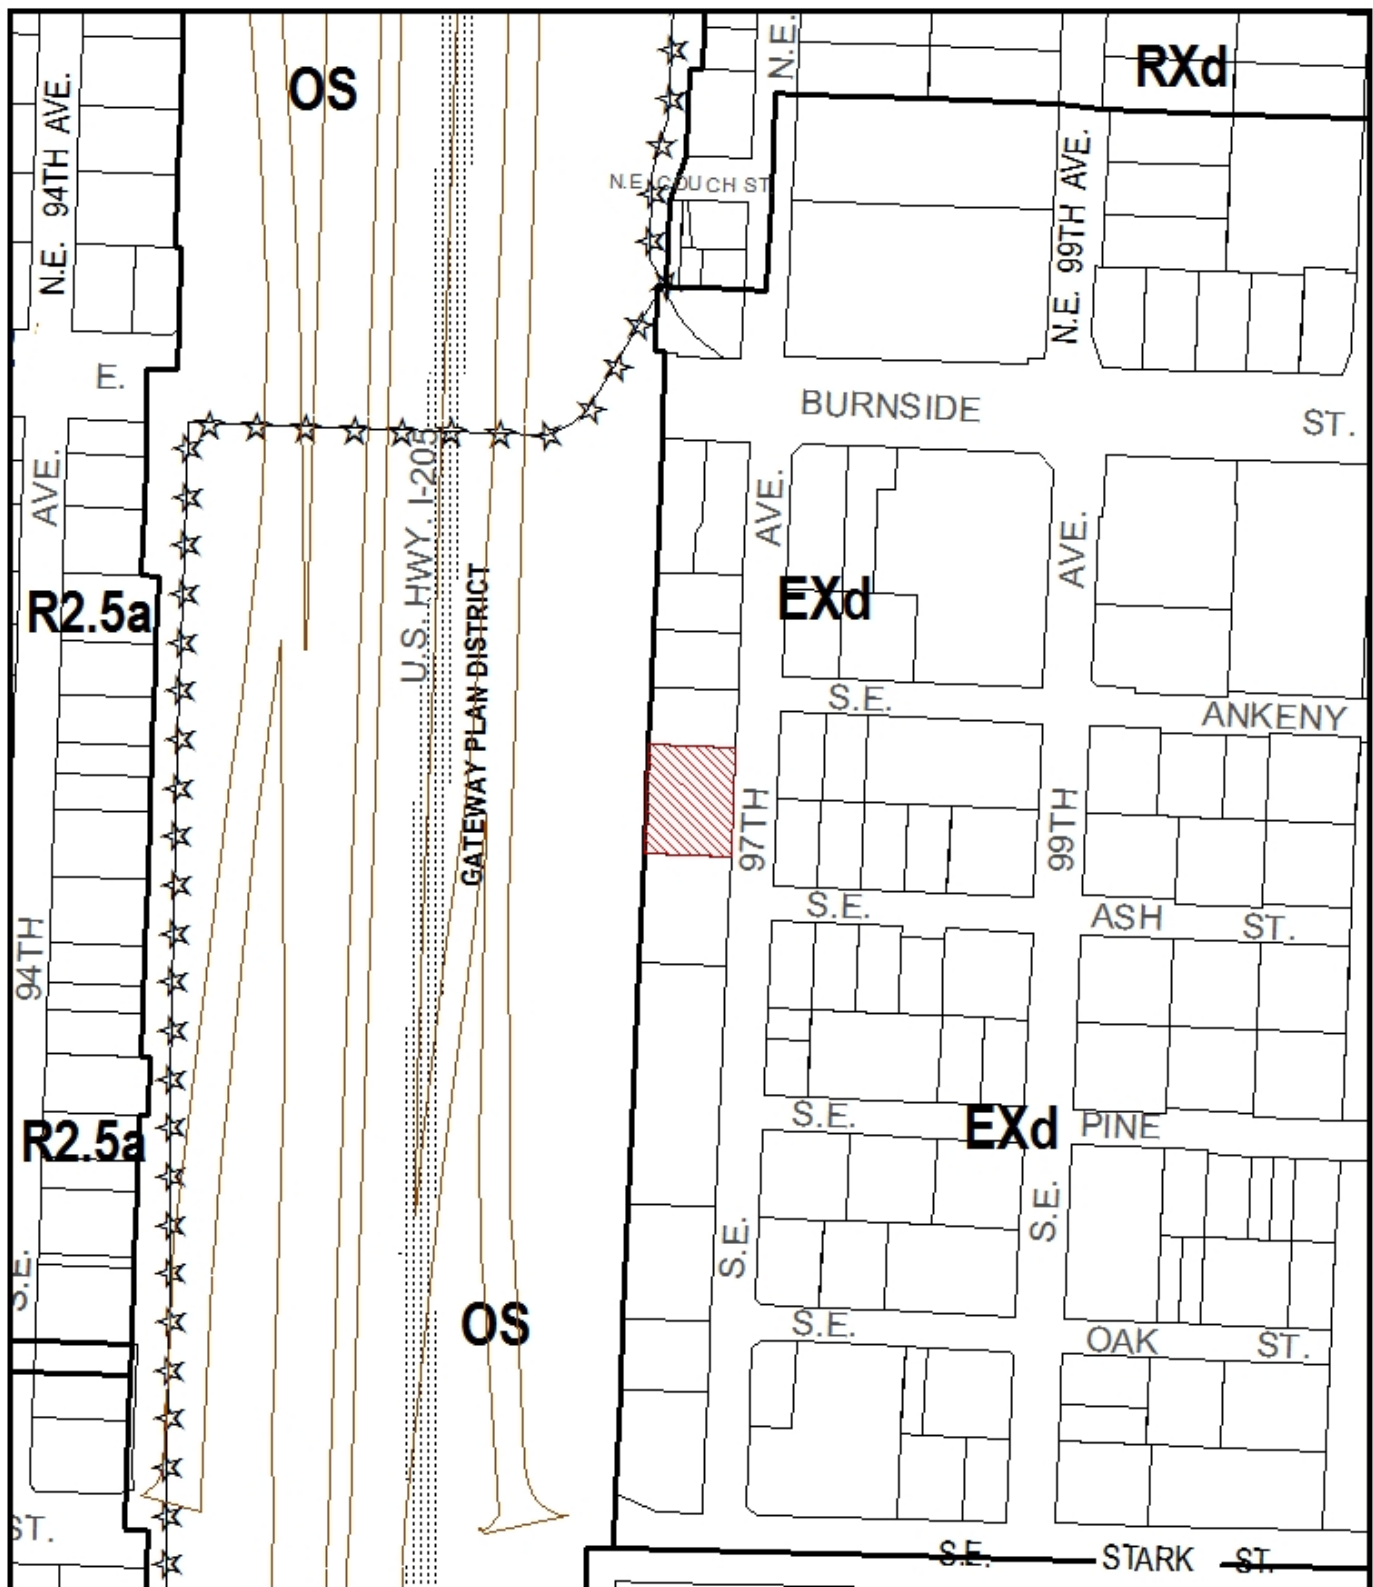 OS
RXd
N.E.
N.E. 94TH AVE.
N.E. COUCH ST.
N.E. 99TH AVE.
E.
BURNSIDE
ST.
AVE.
U.S. HWY. I-205
AVE.
AVE.
R2.5a
GATEWAY PLAN DISTRICT
EXd
S.E.
ANKENY
97TH
99TH
S.E.
ASH
ST.
94TH
R2.5a
S.E.
EXd
PINE
S.E.
S.E.
S.E.
OS
S.E.
OAK
ST.
ST.
S.E.
STARK
ST.